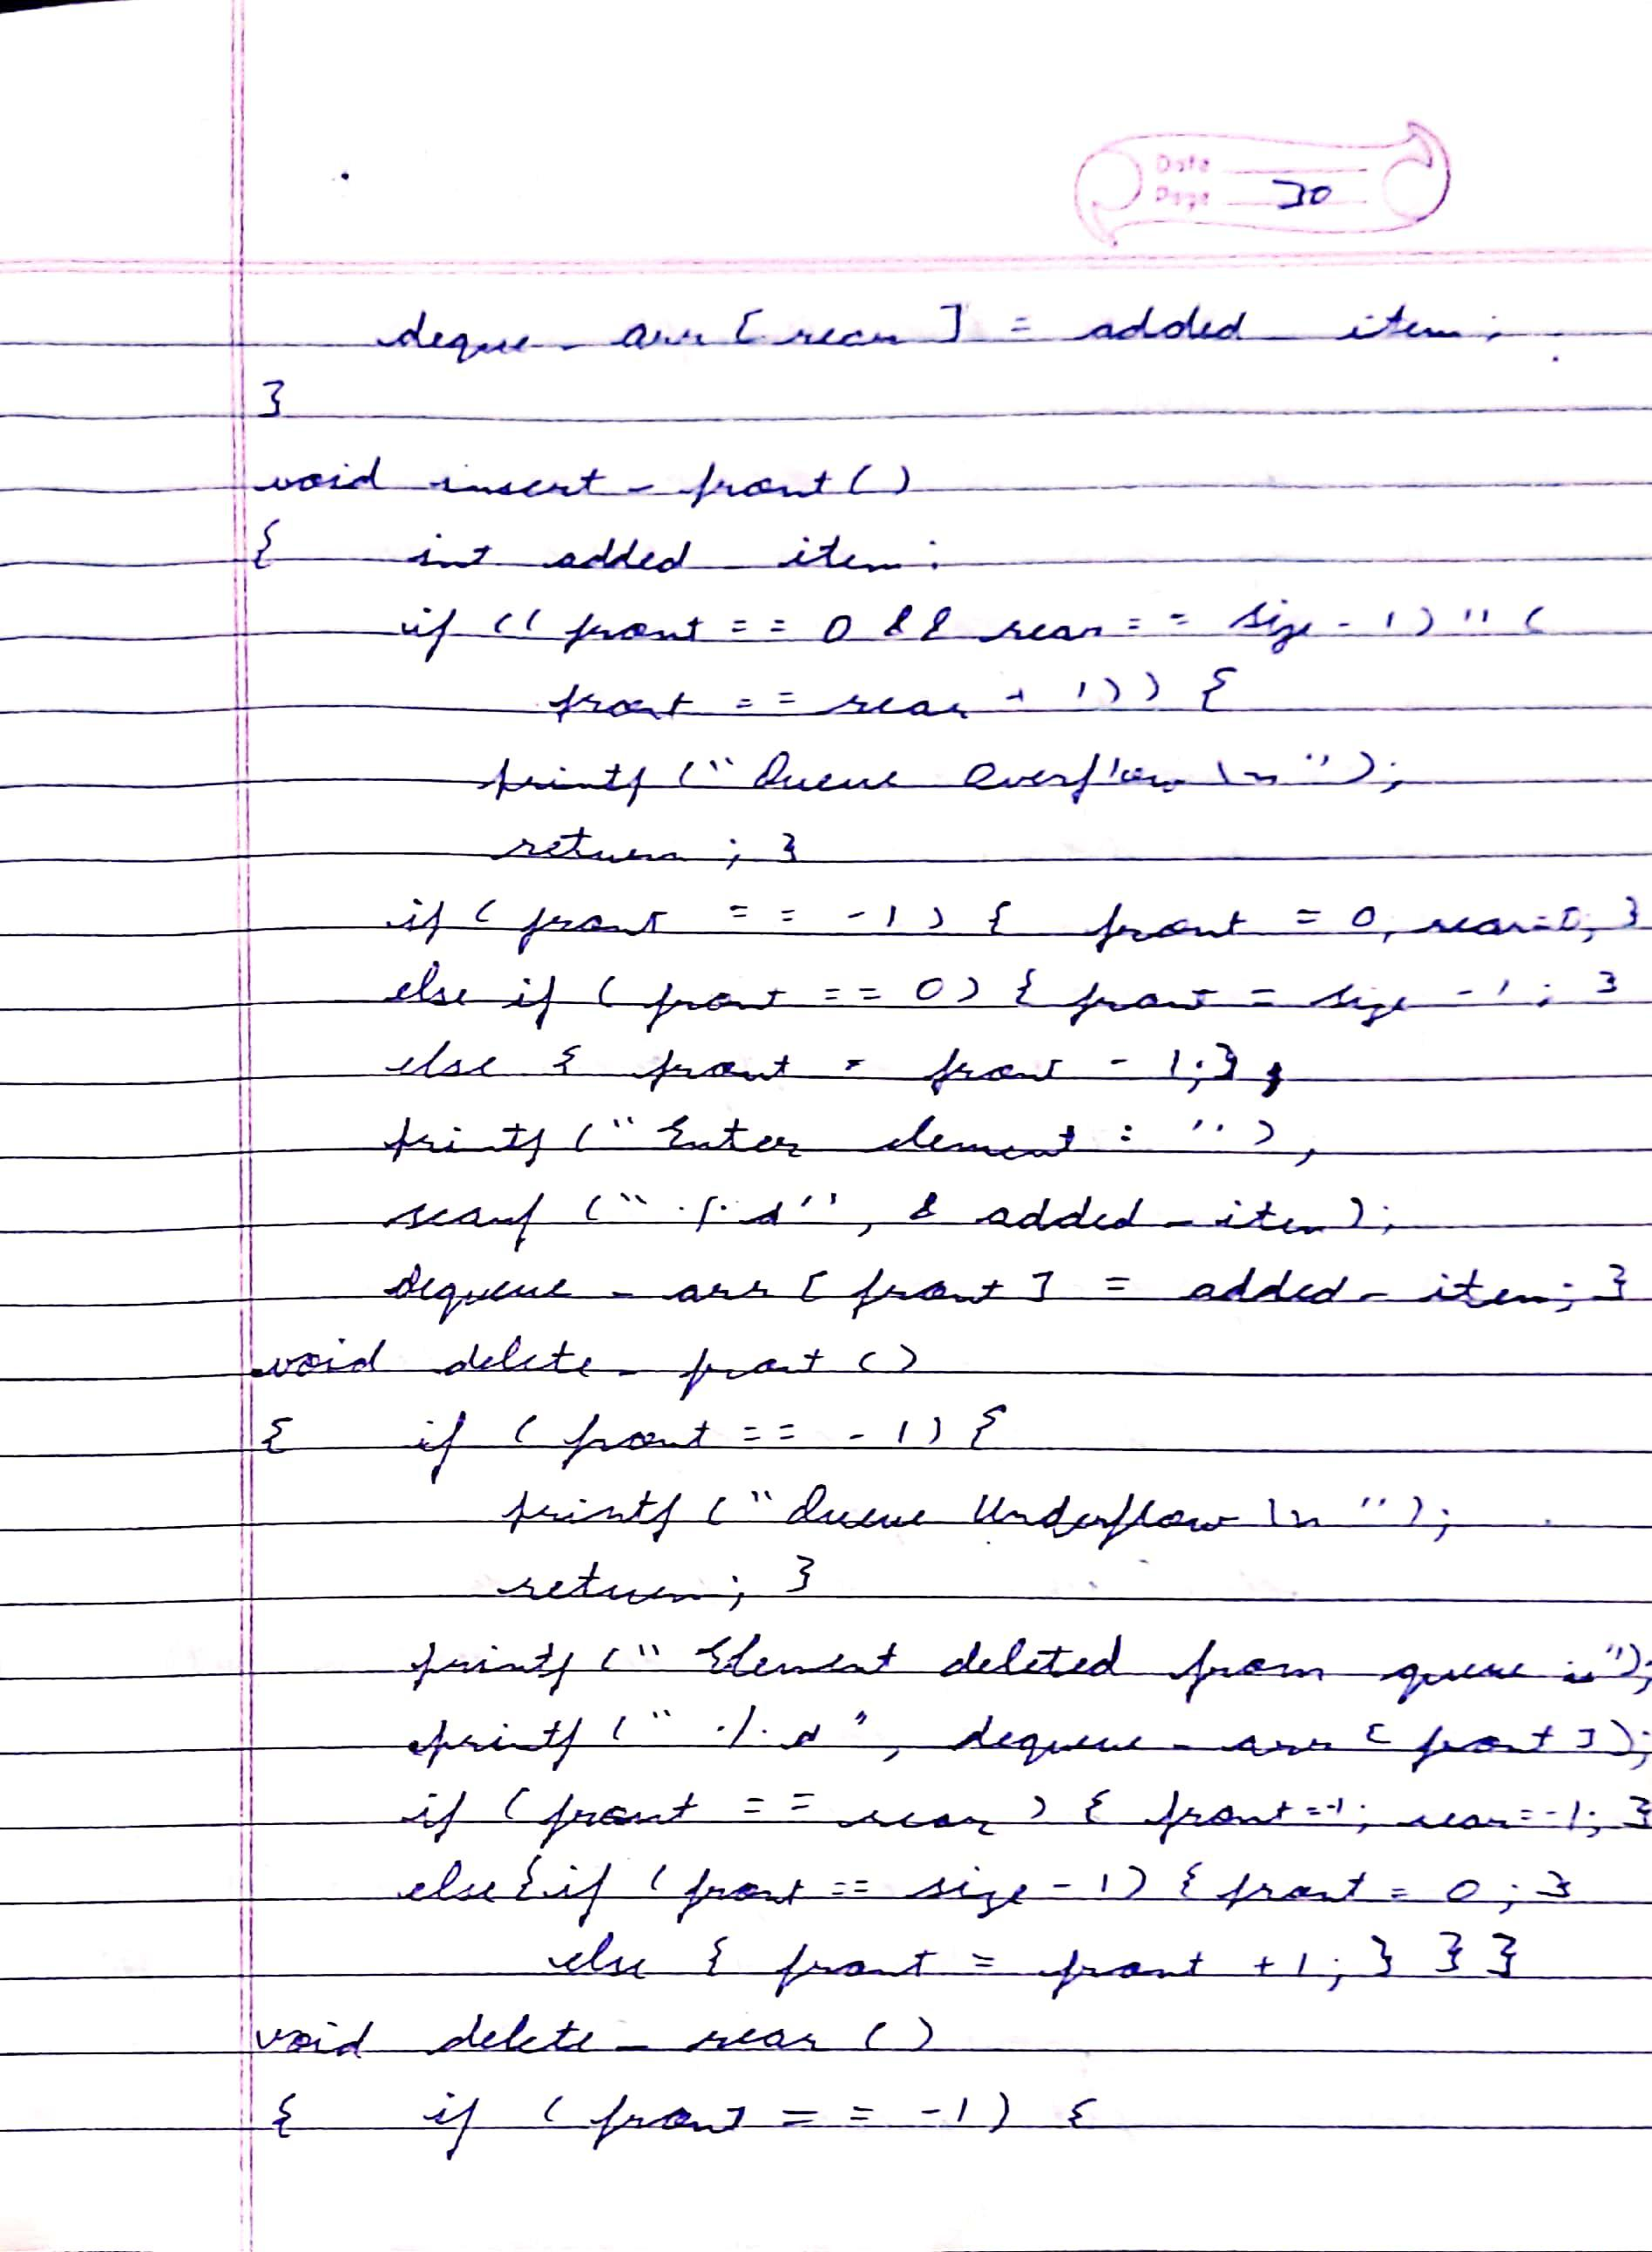 Date
Page 30
deque_arr[rear] = added_item;
}
void insert_front()
{ int added_item;
if ((front == 0 && rear == size - 1) || (
front == rear + 1)) {
printf ("Queue Overflow \n");
return ; }
if (front == -1) { front = 0, rear=0; }
else if (front == 0) { front = size - 1; }
else { front = front - 1; } ;
printf ("Enter element : ");
scanf ("%d", & added_item);
dequeue_arr [front] = added_item; }
void delete_front ()
{ if (front == -1) {
printf ("Queue Underflow \n");
return; }
printf ("Element deleted from queue is");
printf ("%d", dequeue_arr [front]);
if (front == rear) { front=-1; rear=-1; }
else{ if (front == size - 1) { front = 0 ; }
else { front = front +1; } } }
void delete_rear ()
{ if (front == -1) {